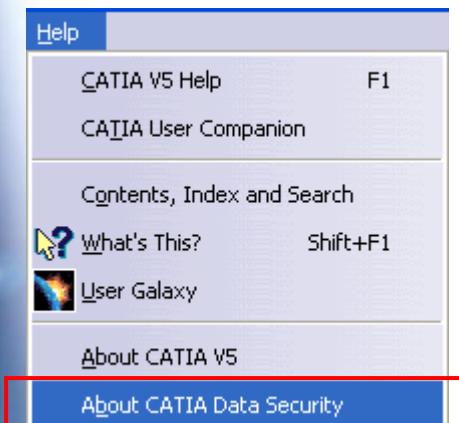 Help
CATIA V5 Help F1
CATIA User Companion
Contents, Index and Search
What's This? Shift+F1
User Galaxy
About CATIA V5
About CATIA Data Security